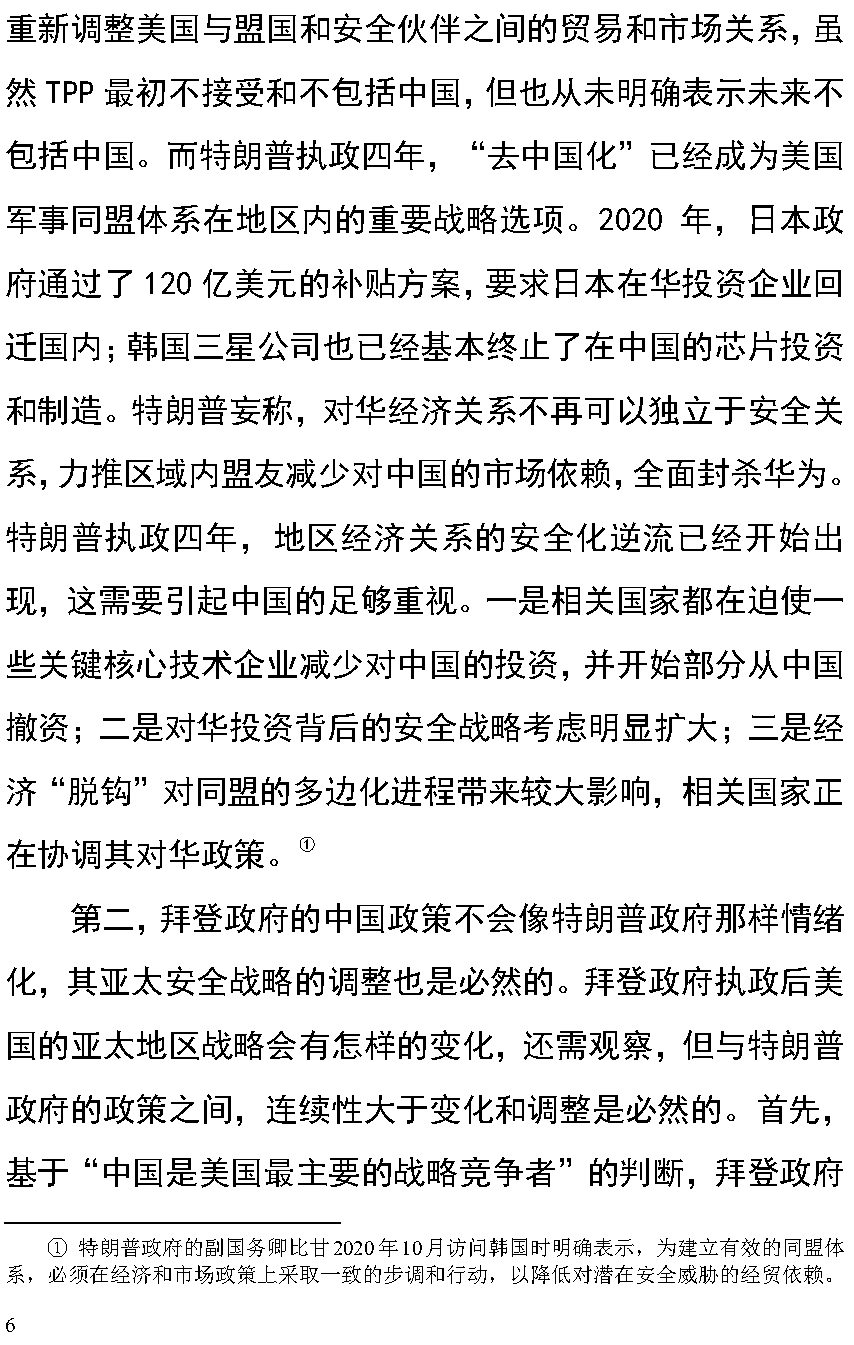 重新调整美国与盟国和安全伙伴之间的贸易和市场关系，虽
然 TPP 最初不接受和不包括中国，但也从未明确表示未来不
包括中国。而特朗普执政四年，“去中国化”已经成为美国
军事同盟体系在地区内的重要战略选项。2020 年，日本政
府通过了 120 亿美元的补贴方案，要求日本在华投资企业回
迁国内；韩国三星公司也已经基本终止了在中国的芯片投资
和制造。特朗普妄称，对华经济关系不再可以独立于安全关
系，力推区域内盟友减少对中国的市场依赖，全面封杀华为。
特朗普执政四年，地区经济关系的安全化逆流已经开始出
现，这需要引起中国的足够重视。一是相关国家都在迫使一
些关键核心技术企业减少对中国的投资，并开始部分从中国
撤资；二是对华投资背后的安全战略考虑明显扩大；三是经
济“脱钩”对同盟的多边化进程带来较大影响，相关国家正
在协调其对华政策。①
第二，拜登政府的中国政策不会像特朗普政府那样情绪
化，其亚太安全战略的调整也是必然的。拜登政府执政后美
国的亚太地区战略会有怎样的变化，还需观察，但与特朗普
政府的政策之间，连续性大于变化和调整是必然的。首先，
基于“中国是美国最主要的战略竞争者”的判断，拜登政府
① 特朗普政府的副国务卿比甘 2020 年 10 月访问韩国时明确表示，为建立有效的同盟体
系，必须在经济和市场政策上采取一致的步调和行动，以降低对潜在安全威胁的经贸依赖。
6